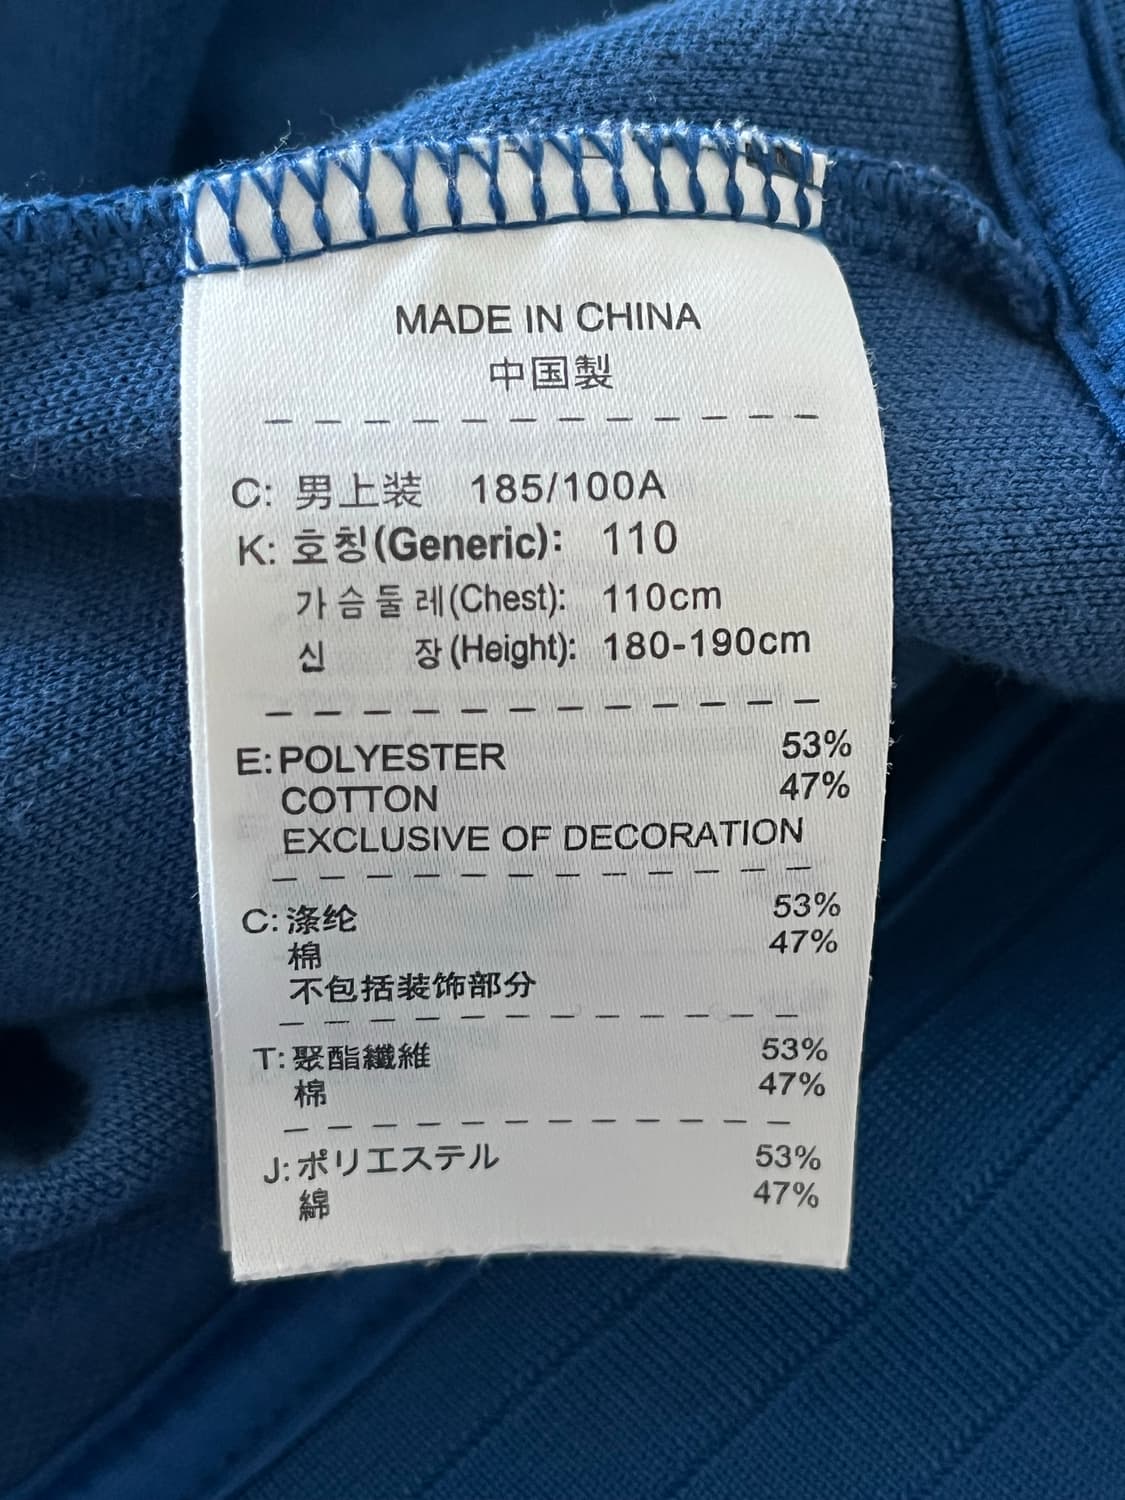 MADE IN CHINA
中国製
C: 男上装 185/100A
K: 호칭(Generic): 110
가슴둘레(Chest): 110cm
신 장(Height): 180-190cm
E: POLYESTER 53%
COTTON 47%
EXCLUSIVE OF DECORATION
C: 涤纶 53%
棉 47%
不包括装饰部分
T: 聚酯纖維 53%
棉 47%
J: ポリエステル 53%
綿 47%